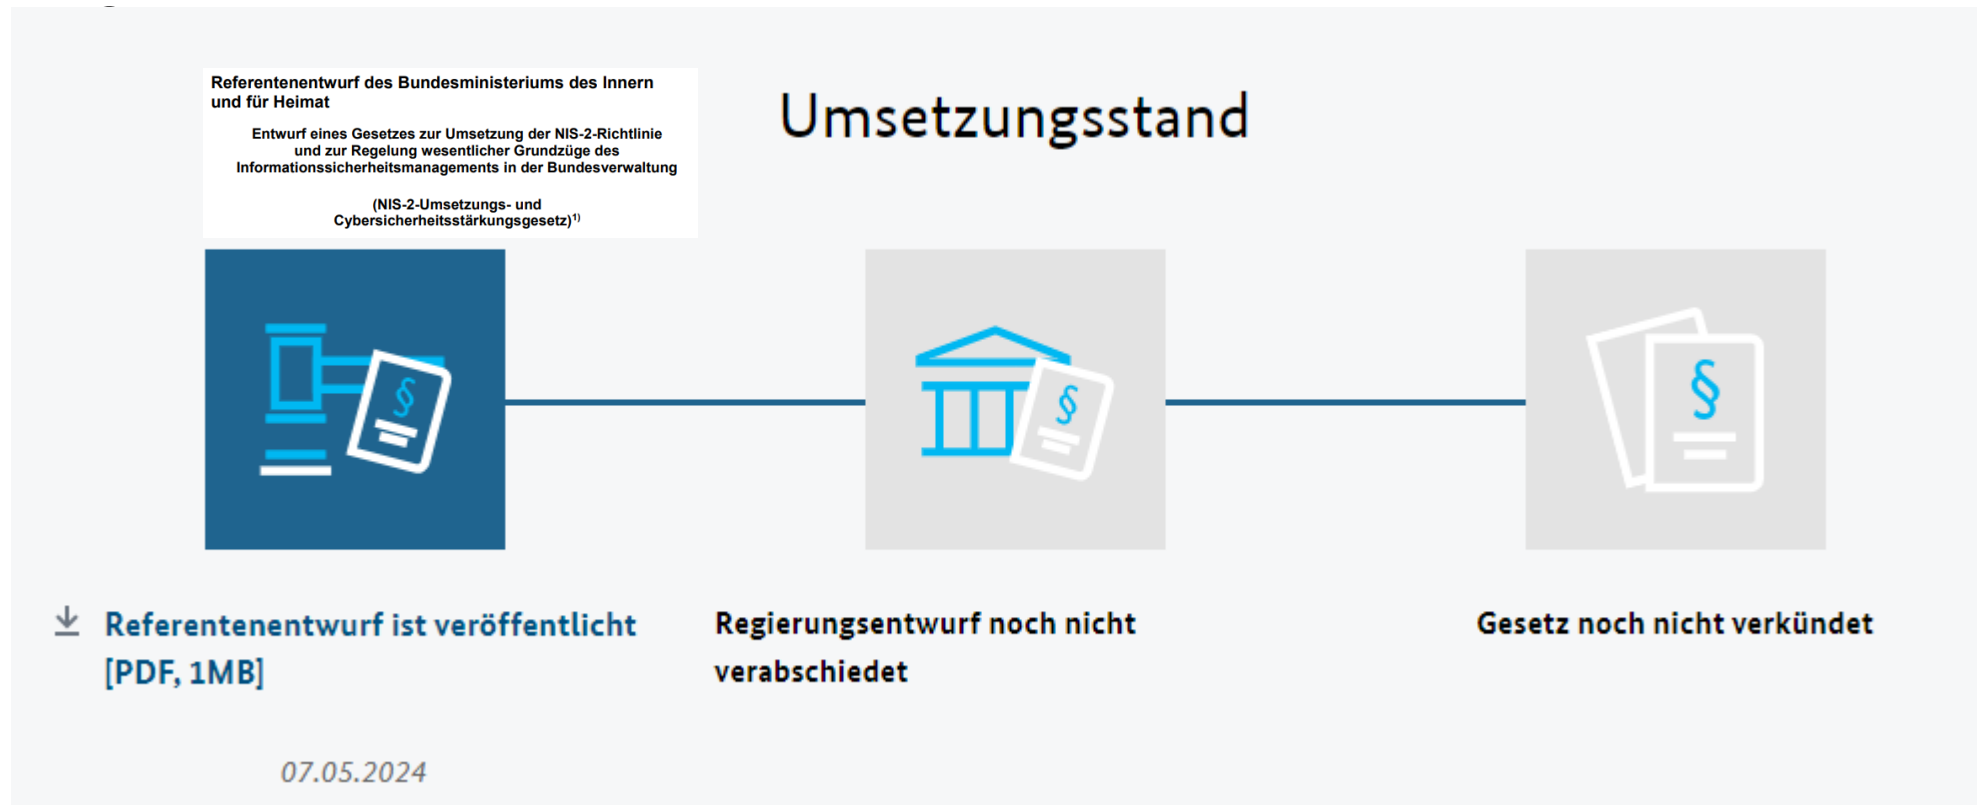 Referentenentwurf des Bundesministeriums des Innern
und für Heimat
Entwurf eines Gesetzes zur Umsetzung der NIS-2-Richtlinie
und zur Regelung wesentlicher Grundzüge des
Informationssicherheitsmanagements in der Bundesverwaltung
(NIS-2-Umsetzungs- und
Cybersicherheitsstärkungsgesetz)¹⁾
Umsetzungsstand
§
§
§
Referentenentwurf ist veröffentlicht
[PDF, 1MB]
07.05.2024
Regierungsentwurf noch nicht
verabschiedet
Gesetz noch nicht verkündet